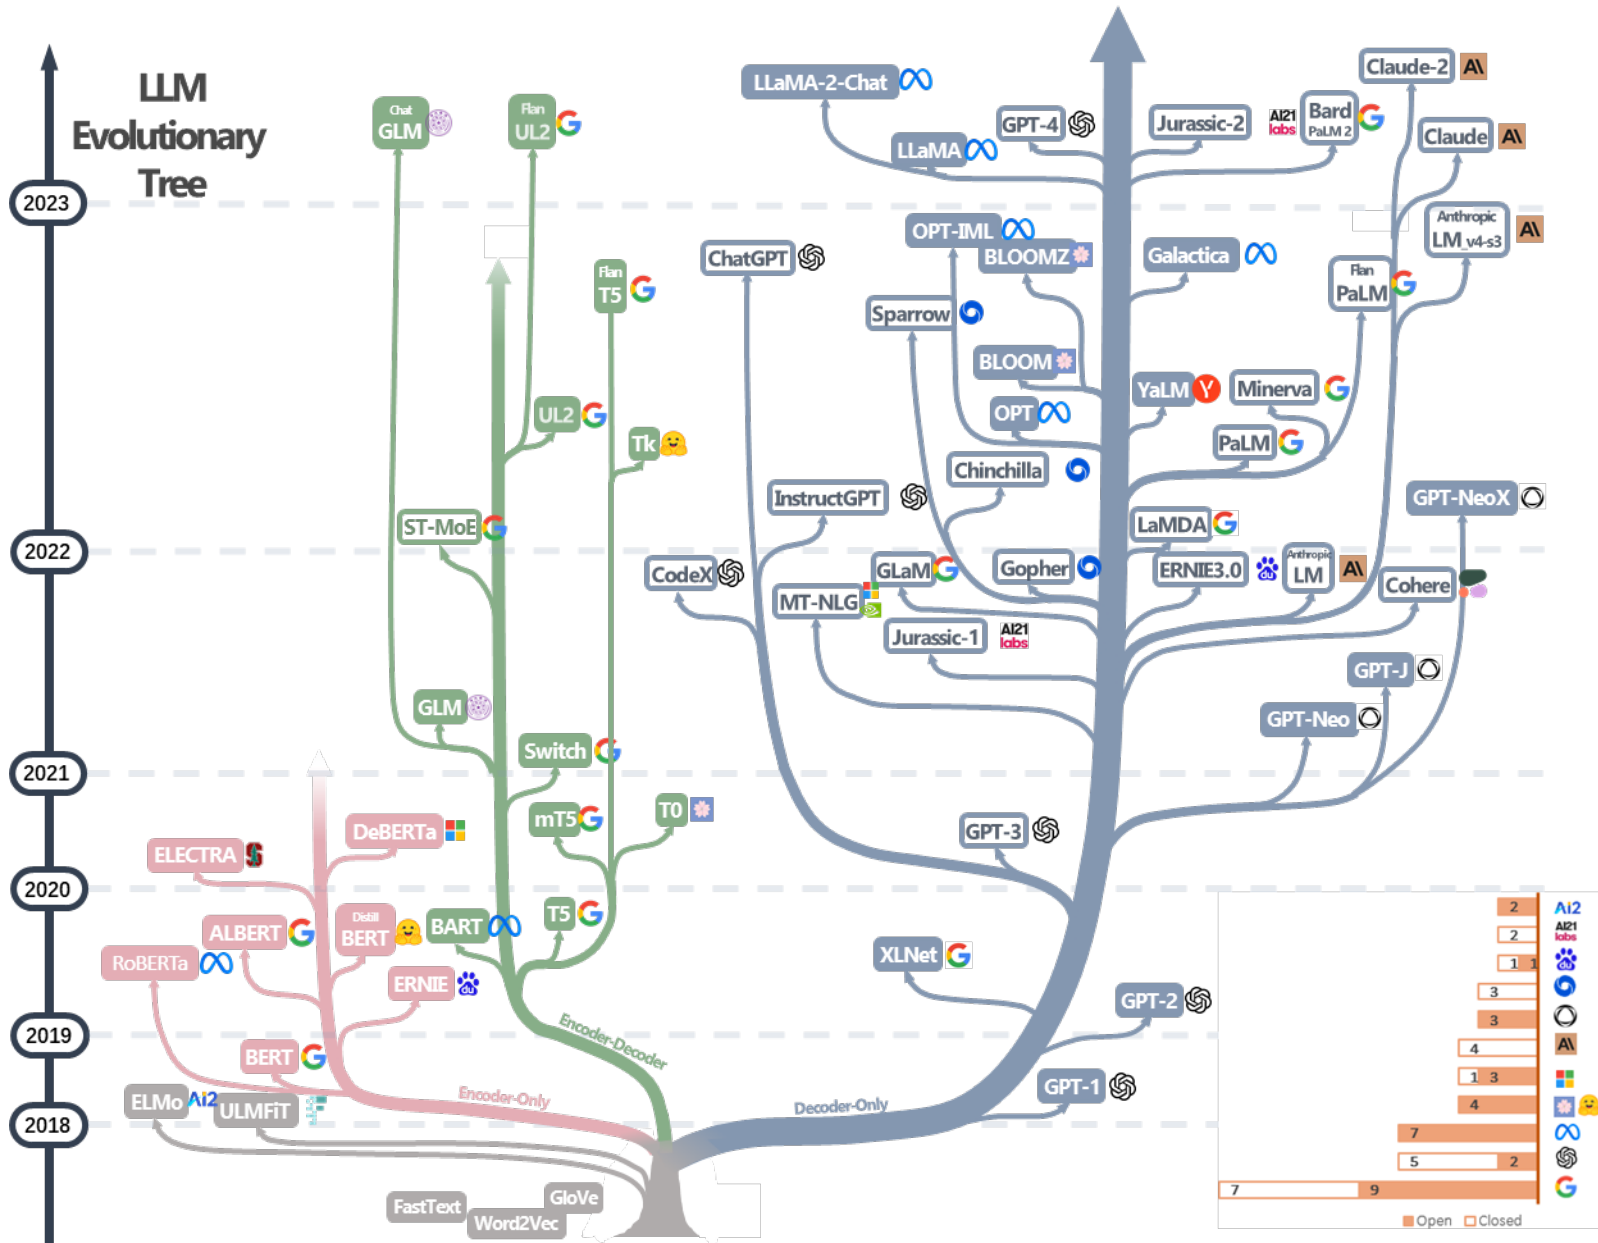 LLM
Evolutionary
Tree
2023
2022
2021
2020
2019
2018
Chat
GLM
Flan
UL2
Flan
T5
UL2
Tk
ST-MoE
GLM
Switch
mT5
T0
T5
BART
DeBERTa
ELECTRA
Distill
BERT
ALBERT
RoBERTa
ERNIE
BERT
ELMo
Ai2
ULMFiT
FastText
Word2Vec
GloVe
Encoder-Only
Encoder-Decoder
Decoder-Only
LLaMA-2-Chat
LLaMA
GPT-4
Jurassic-2
AI21
labs
Bard
PaLM 2
Claude-2
A\
Claude
A\
Anthropic
LM_v4-s3
A\
OPT-IML
BLOOMZ
ChatGPT
Galactica
Flan
PaLM
Sparrow
BLOOM
YaLM
Minerva
OPT
PaLM
Chinchilla
InstructGPT
GPT-NeoX
LaMDA
CodeX
GLaM
Gopher
ERNIE3.0
du
Anthropic
LM
A\
Cohere
MT-NLG
Jurassic-1
AI21
labs
GPT-J
GPT-Neo
GPT-3
XLNet
GPT-2
GPT-1
du
2
Ai2
2
AI21
labs
1 1
du
3
3
4
A\
1 3
4
7
5 2
7 9
Open Closed